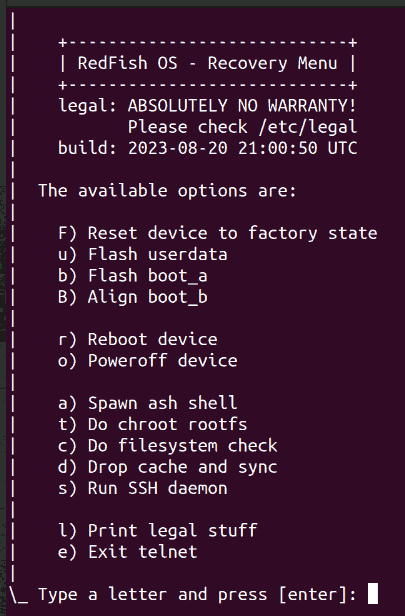 +----------------------------+
| RedFish OS - Recovery Menu |
+----------------------------+
legal: ABSOLUTELY NO WARRANTY!
Please check /etc/legal
build: 2023-08-20 21:00:50 UTC
The available options are:
F) Reset device to factory state
u) Flash userdata
b) Flash boot_a
B) Align boot_b
r) Reboot device
o) Poweroff device
a) Spawn ash shell
t) Do chroot rootfs
c) Do filesystem check
d) Drop cache and sync
s) Run SSH daemon
l) Print legal stuff
e) Exit telnet
\_ Type a letter and press [enter]: